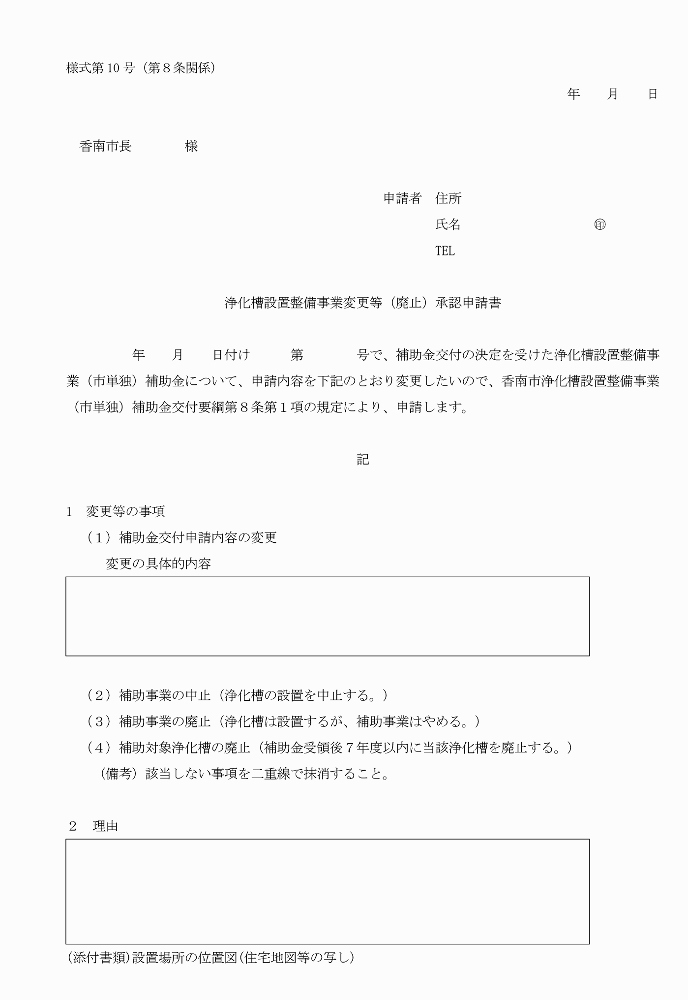 様式第 10 号（第８条関係）
年　　月　　日
香南市長　　　　様
申請者　住所
氏名　　　　　　　　　　㊞
TEL
浄化槽設置整備事業変更等（廃止）承認申請書
年　　月　　日付け　　　第　　　　号で、補助金交付の決定を受けた浄化槽設置整備事
業（市単独）補助金について、申請内容を下記のとおり変更したいので、香南市浄化槽設置整備事業
（市単独）補助金交付要綱第８条第１項の規定により、申請します。
記
1　変更等の事項
（１）補助金交付申請内容の変更
変更の具体的内容
（２）補助事業の中止（浄化槽の設置を中止する。）
（３）補助事業の廃止（浄化槽は設置するが、補助事業はやめる。）
（４）補助対象浄化槽の廃止（補助金受領後７年度以内に当該浄化槽を廃止する。）
（備考）該当しない事項を二重線で抹消すること。
２　理由
(添付書類)設置場所の位置図(住宅地図等の写し)